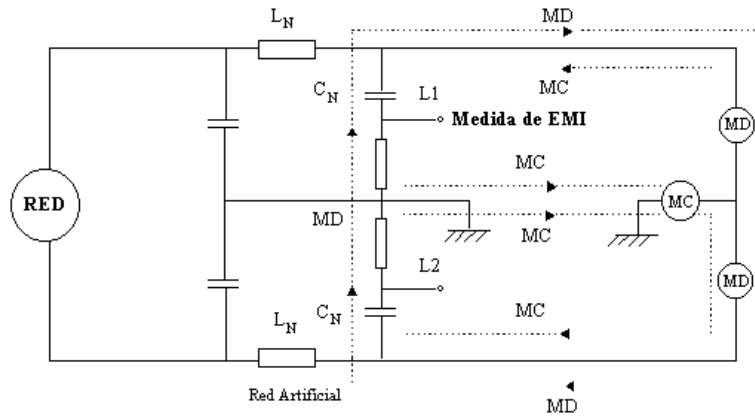 L_N
MD
C_N
L1
MC
Medida de EMI
MD
RED
MC
MD
MC
MC
L2
MD
C_N
MC
L_N
Red Artificial
MD